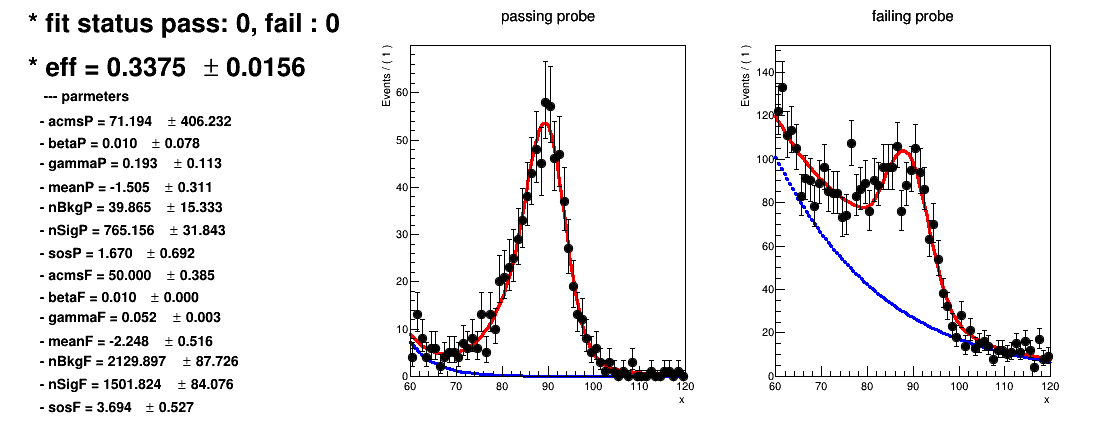 * fit status pass: 0, fail : 0
* eff = 0.3375 ± 0.0156
--- parmeters
- acmsP = 71.194 ± 406.232
- betaP = 0.010 ± 0.078
- gammaP = 0.193 ± 0.113
- meanP = -1.505 ± 0.311
- nBkgP = 39.865 ± 15.333
- nSigP = 765.156 ± 31.843
- sosP = 1.670 ± 0.692
- acmsF = 50.000 ± 0.385
- betaF = 0.010 ± 0.000
- gammaF = 0.052 ± 0.003
- meanF = -2.248 ± 0.516
- nBkgF = 2129.897 ± 87.726
- nSigF = 1501.824 ± 84.076
- sosF = 3.694 ± 0.527
passing probe
Events / ( 1 )
60
50
40
30
20
10
0
60 70 80 90 100 110 120
x
failing probe
Events / ( 1 )
140
120
100
80
60
40
20
0
60 70 80 90 100 110 120
x